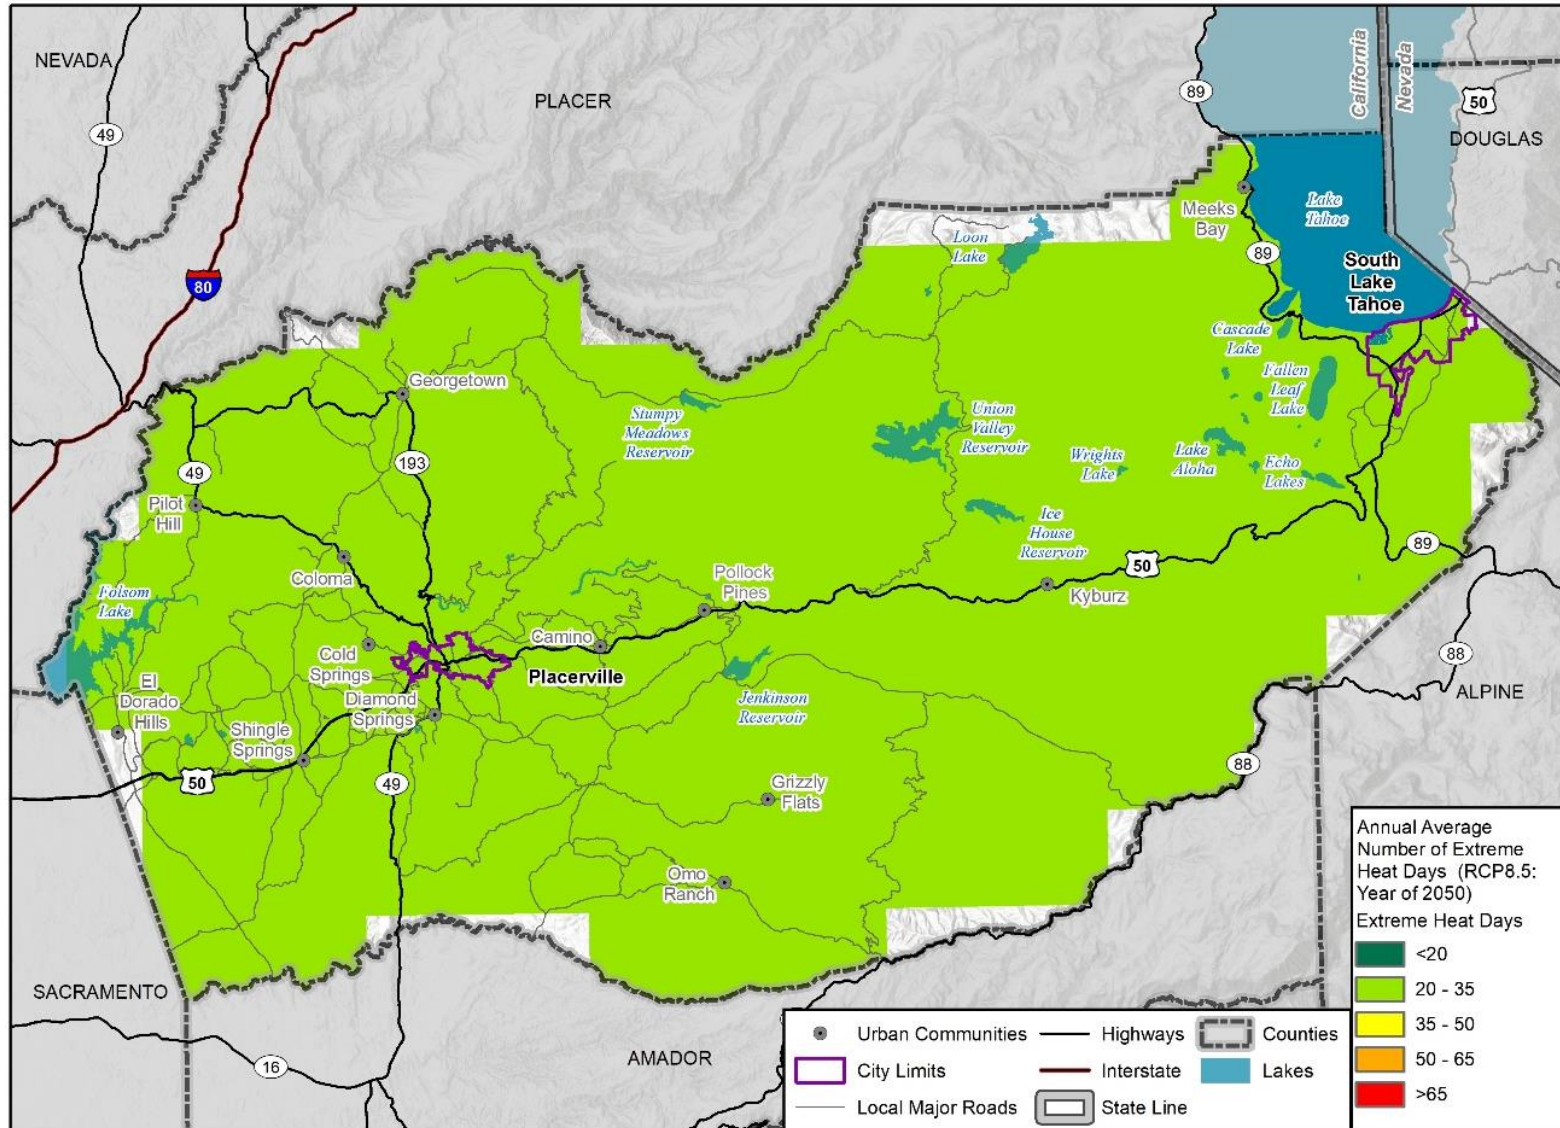 NEVADA
49
80
PLACER
89
California
Nevada
50
DOUGLAS
Meeks
Bay
Lake
Tahoe
89
Loon
Lake
South
Lake
Tahoe
Cascade
Lake
Fallen
Leaf
Lake
Georgetown
Stumpy
Meadows
Reservoir
Union
Valley
Reservoir
49
193
Wrights
Lake
Lake
Aloha
Echo
Lakes
Pilot
Hill
Ice
House
Reservoir
89
Coloma
Pollock
Pines
50
Kyburz
Folsom
Lake
Cold
Springs
Camino
Placerville
88
El
Dorado
Hills
Diamond
Springs
Jenkinson
Reservoir
ALPINE
Shingle
Springs
50
49
88
Grizzly
Flats
Omo
Ranch
SACRAMENTO
AMADOR
16
Urban Communities
Highways
Counties
City Limits
Interstate
Lakes
Local Major Roads
State Line
Annual Average
Number of Extreme
Heat Days (RCP8.5:
Year of 2050)
Extreme Heat Days
<20
20 - 35
35 - 50
50 - 65
>65